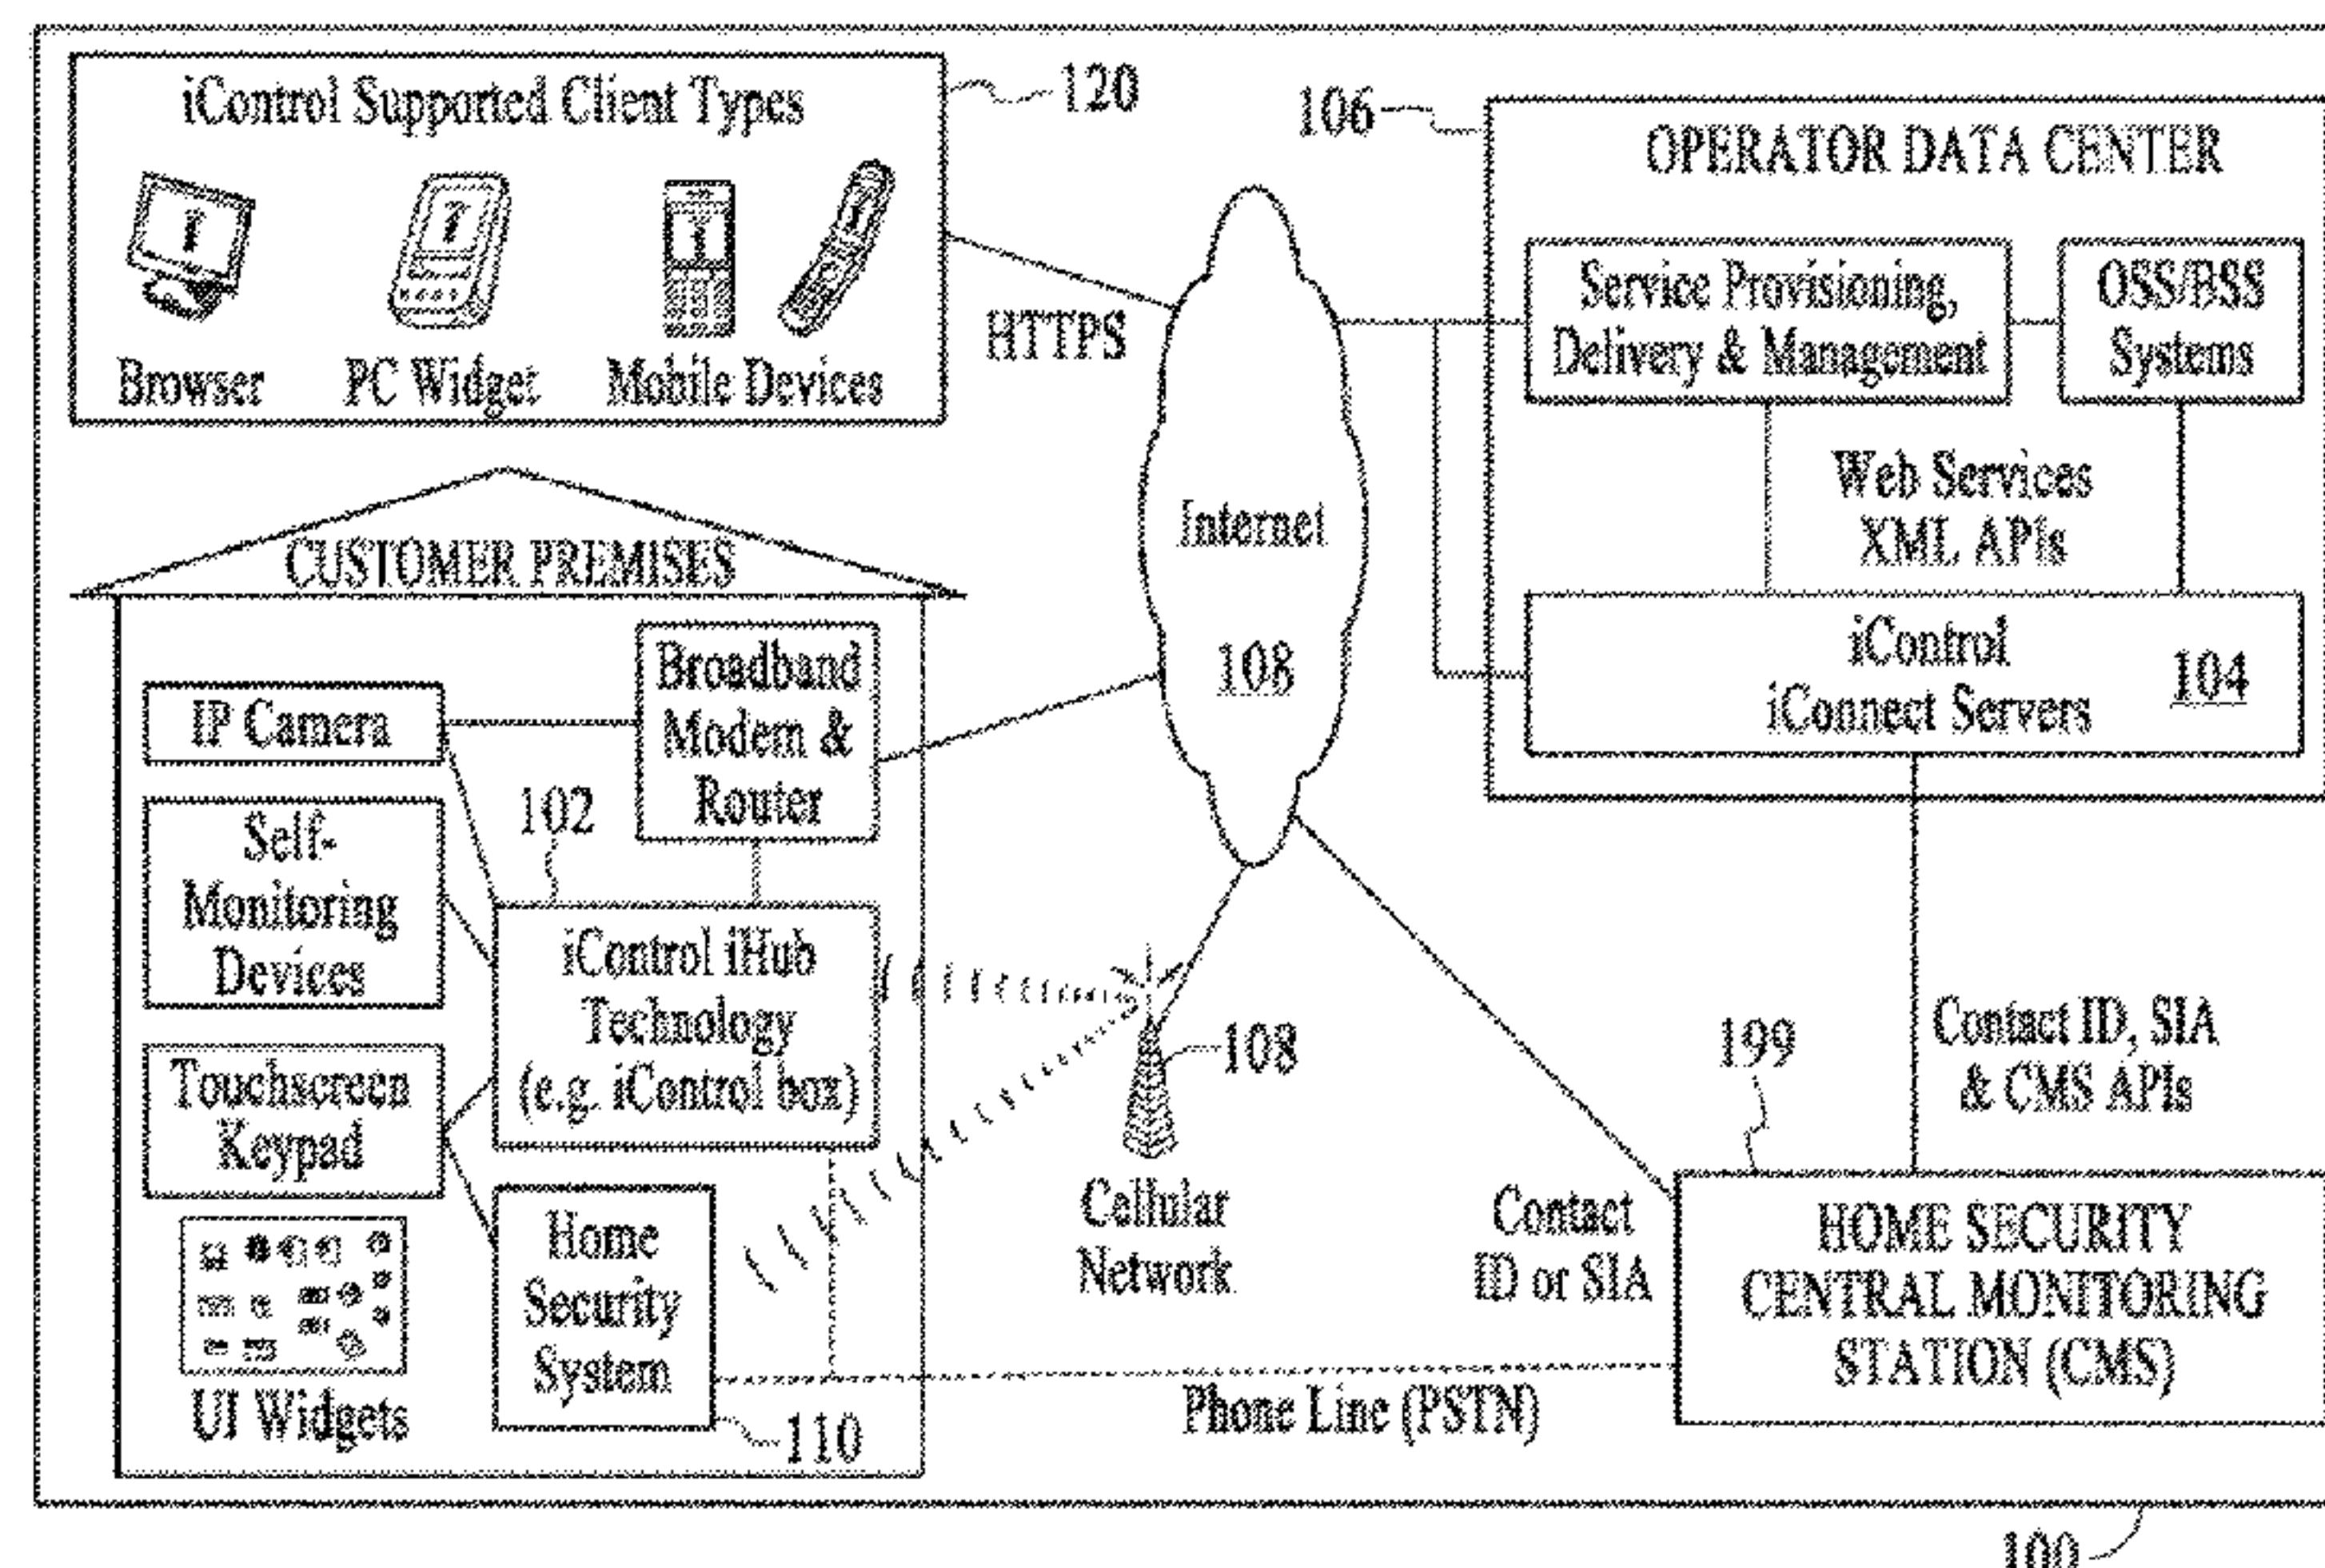 iControl Supported Client Types
120
Browser
PC Widget
Mobile Devices
HTTPS
106
OPERATOR DATA CENTER
Service Provisioning,
Delivery & Management
OSS/BSS
Systems
Web Services
XML APIs
iControl
iConnect Servers
104
Internet
108
CUSTOMER PREMISES
IP Camera
Broadband
Modem &
Router
102
Self-
Monitoring
Devices
iControl iHub
Technology
(e.g. iControl box)
Touchscreen
Keypad
UI Widgets
Home
Security
System
110
108
Cellular
Network
Contact
ID or SIA
Phone Line (PSTN)
199
Contact ID, SIA
& CMS APIs
HOME SECURITY
CENTRAL MONITORING
STATION (CMS)
100